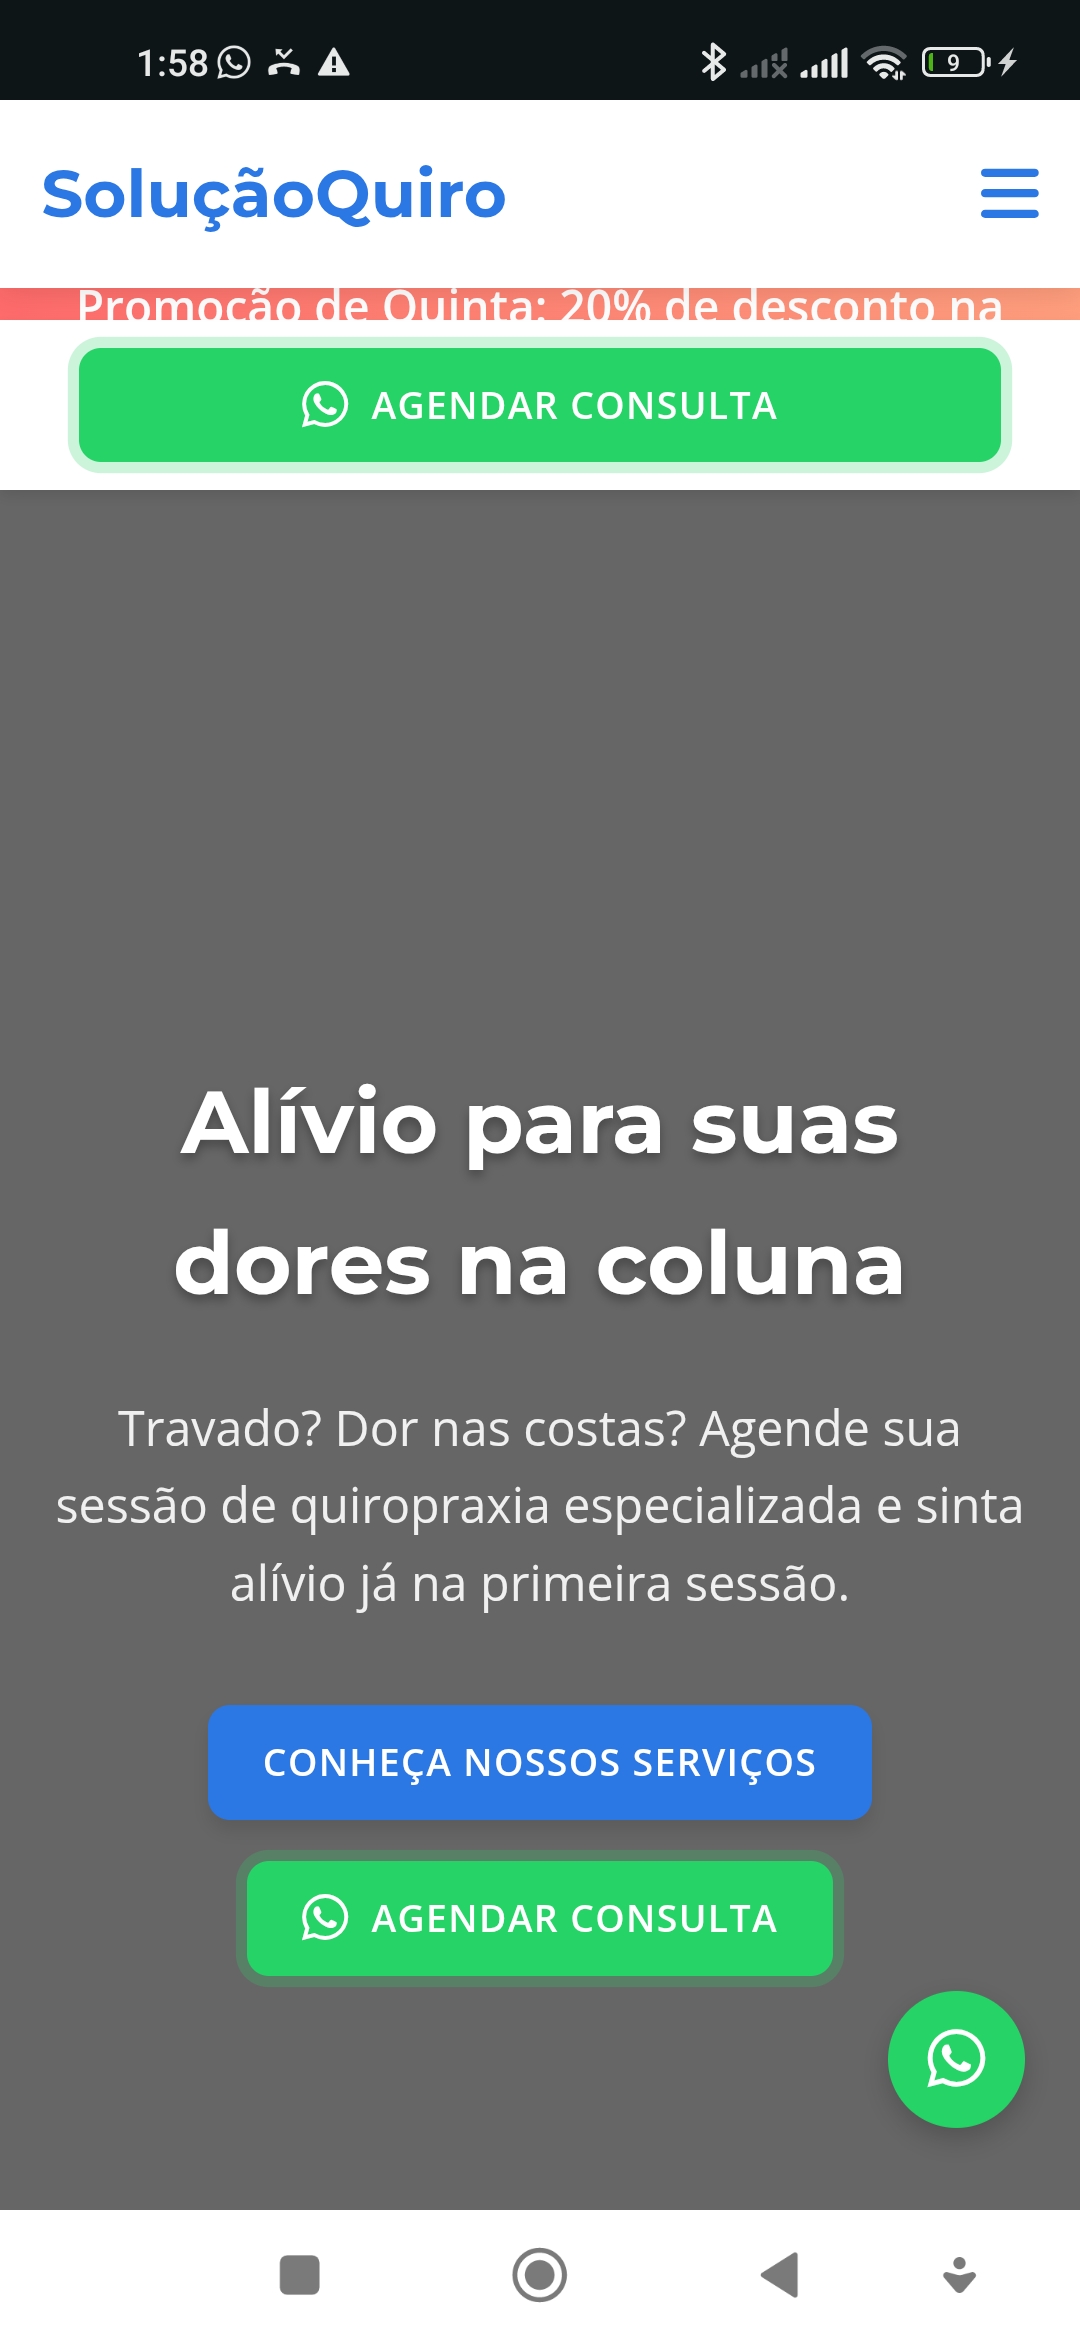 1:58
9
SoluçãoQuiro
Promoção de Quinta: 20% de desconto na
AGENDAR CONSULTA
Alívio para suas
dores na coluna
Travado? Dor nas costas? Agende sua
sessão de quiropraxia especializada e sinta
alívio já na primeira sessão.
CONHEÇA NOSSOS SERVIÇOS
AGENDAR CONSULTA